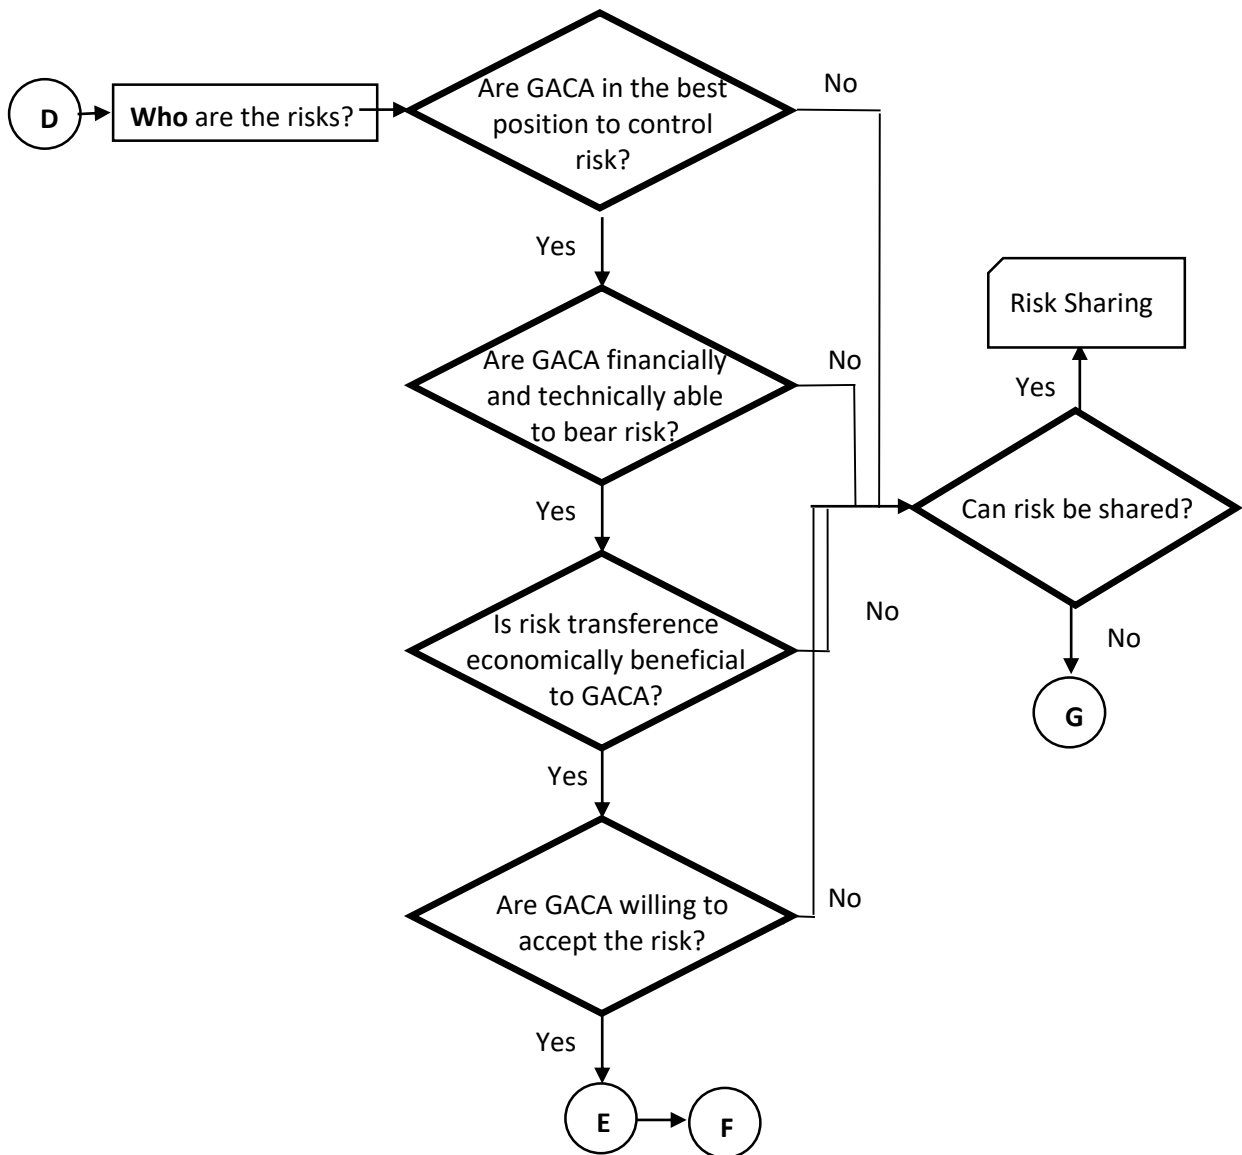 D
Who are the risks?
Are GACA in the best
position to control
risk?
No
Yes
Are GACA financially
and technically able
to bear risk?
No
Yes
Is risk transference
economically beneficial
to GACA?
No
Yes
Are GACA willing to
accept the risk?
No
Yes
E
F
Risk Sharing
Yes
Can risk be shared?
No
G